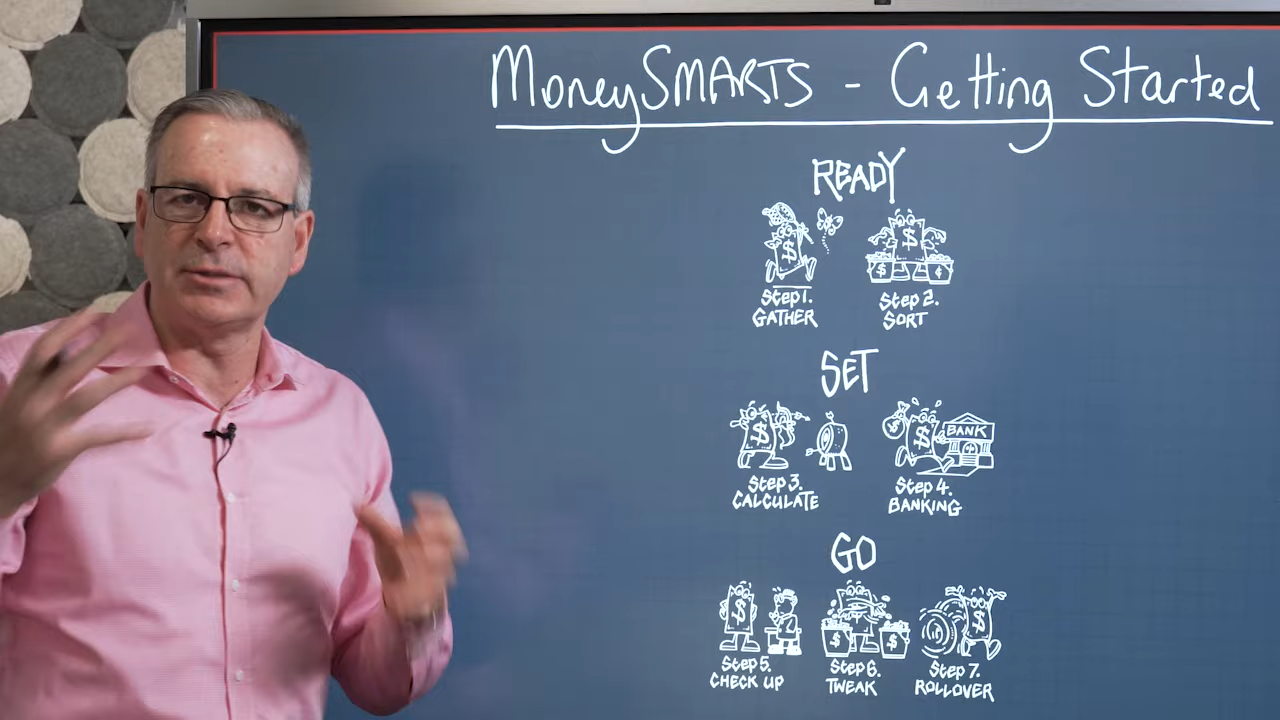 MoneySMARTS - Getting Started
READY
$
$
$
$
Step 1.
GATHER
Step 2.
SORT
SET
$
$
$
BANK
Step 3.
CALCULATE
Step 4.
BANKING
GO
$
$
$
$
Step 5.
CHECK UP
Step 6.
TWEAK
Step 7.
ROLLOVER